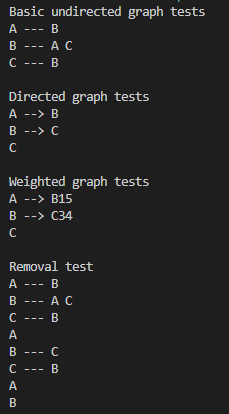 Basic undirected graph tests
A --- B
B --- A C
C --- B

Directed graph tests
A --> B
B --> C
C

Weighted graph tests
A --> B15
B --> C34
C

Removal test
A --- B
B --- A C
C --- B
A
B --- C
C --- B
A
B